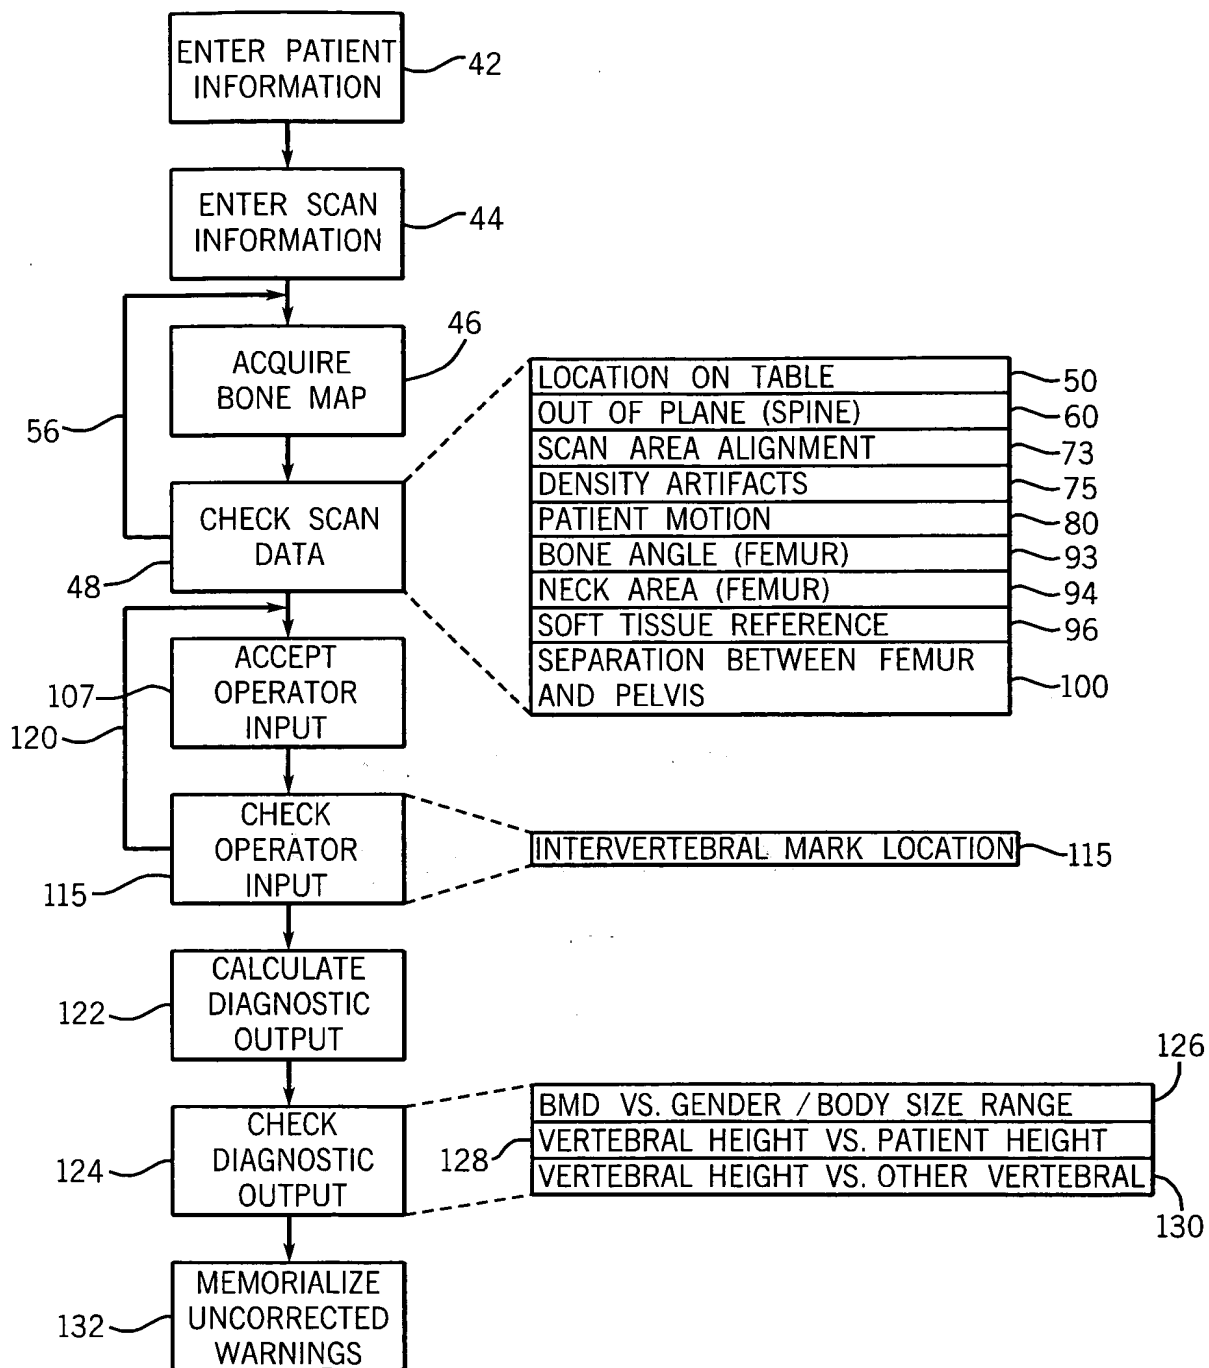 ENTER PATIENT
INFORMATION
42
ENTER SCAN
INFORMATION
44
ACQUIRE
BONE MAP
46
56
CHECK SCAN
DATA
48
LOCATION ON TABLE
50
OUT OF PLANE (SPINE)
60
SCAN AREA ALIGNMENT
73
DENSITY ARTIFACTS
75
PATIENT MOTION
80
BONE ANGLE (FEMUR)
93
NECK AREA (FEMUR)
94
SOFT TISSUE REFERENCE
96
SEPARATION BETWEEN FEMUR
AND PELVIS
100
ACCEPT
OPERATOR
INPUT
107
120
CHECK
OPERATOR
INPUT
115
INTERVERTEBRAL MARK LOCATION
115
CALCULATE
DIAGNOSTIC
OUTPUT
122
CHECK
DIAGNOSTIC
OUTPUT
124
126
BMD VS. GENDER / BODY SIZE RANGE
128
VERTEBRAL HEIGHT VS. PATIENT HEIGHT
VERTEBRAL HEIGHT VS. OTHER VERTEBRAL
130
MEMORIALIZE
UNCORRECTED
WARNINGS
132